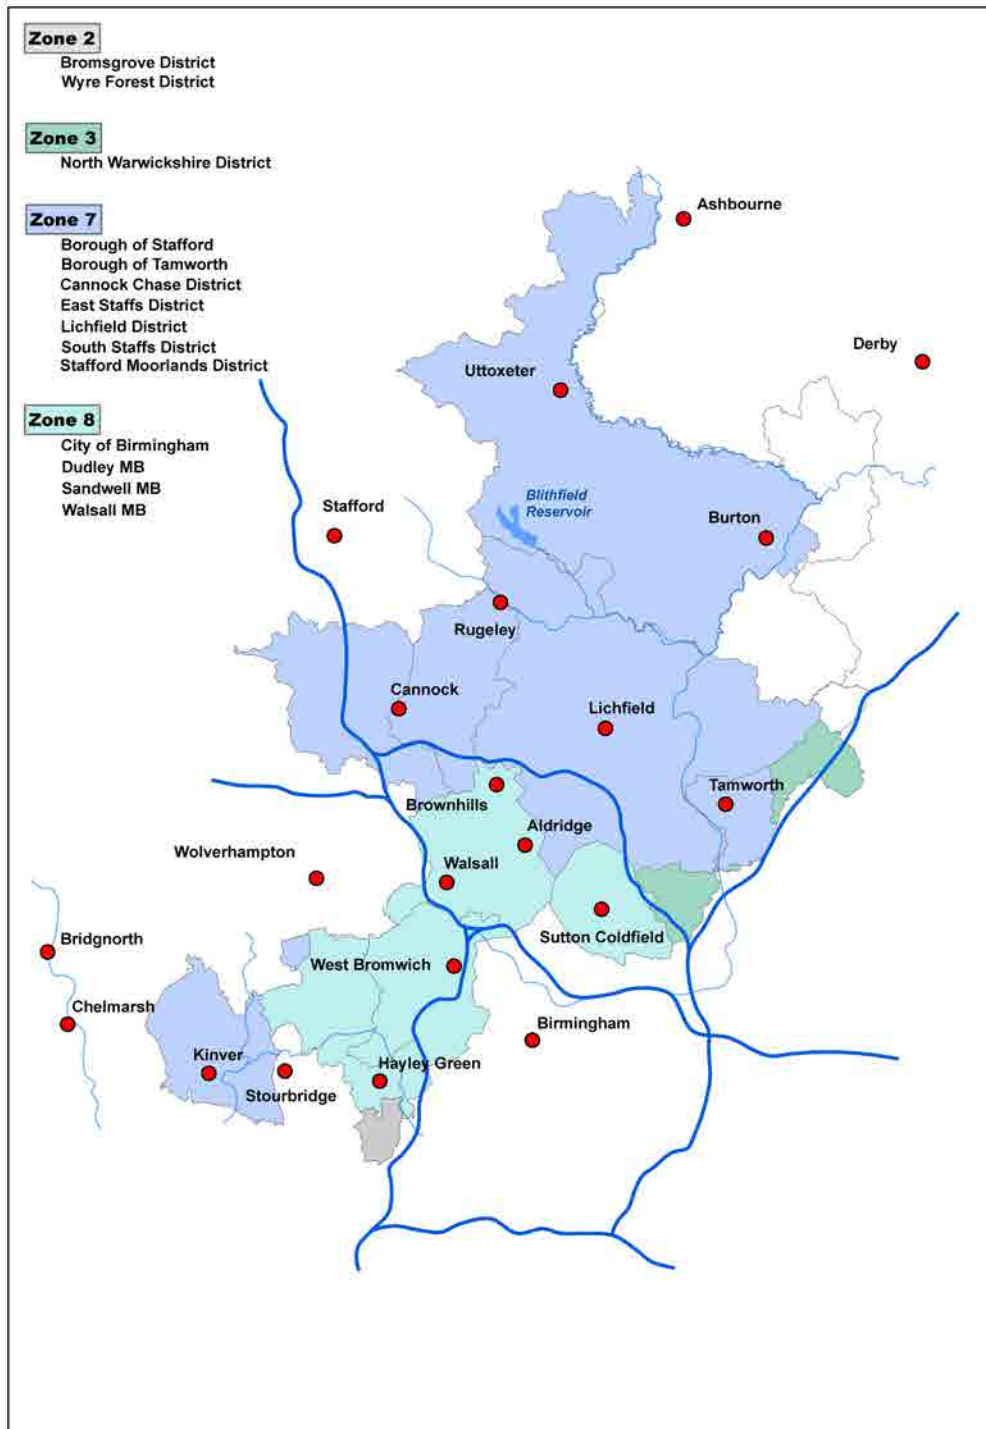 Zone 2
Bromsgrove District
Wyre Forest District
Zone 3
North Warwickshire District
Zone 7
Borough of Stafford
Borough of Tamworth
Cannock Chase District
East Staffs District
Lichfield District
South Staffs District
Stafford Moorlands District
Zone 8
City of Birmingham
Dudley MB
Sandwell MB
Walsall MB
Ashbourne
Derby
Uttoxeter
Blithfield
Reservoir
Stafford
Burton
Rugeley
Cannock
Lichfield
Tamworth
Brownhills
Aldridge
Wolverhampton
Walsall
Sutton Coldfield
Bridgnorth
West Bromwich
Chelmarsh
Birmingham
Kinver
Hayley Green
Stourbridge